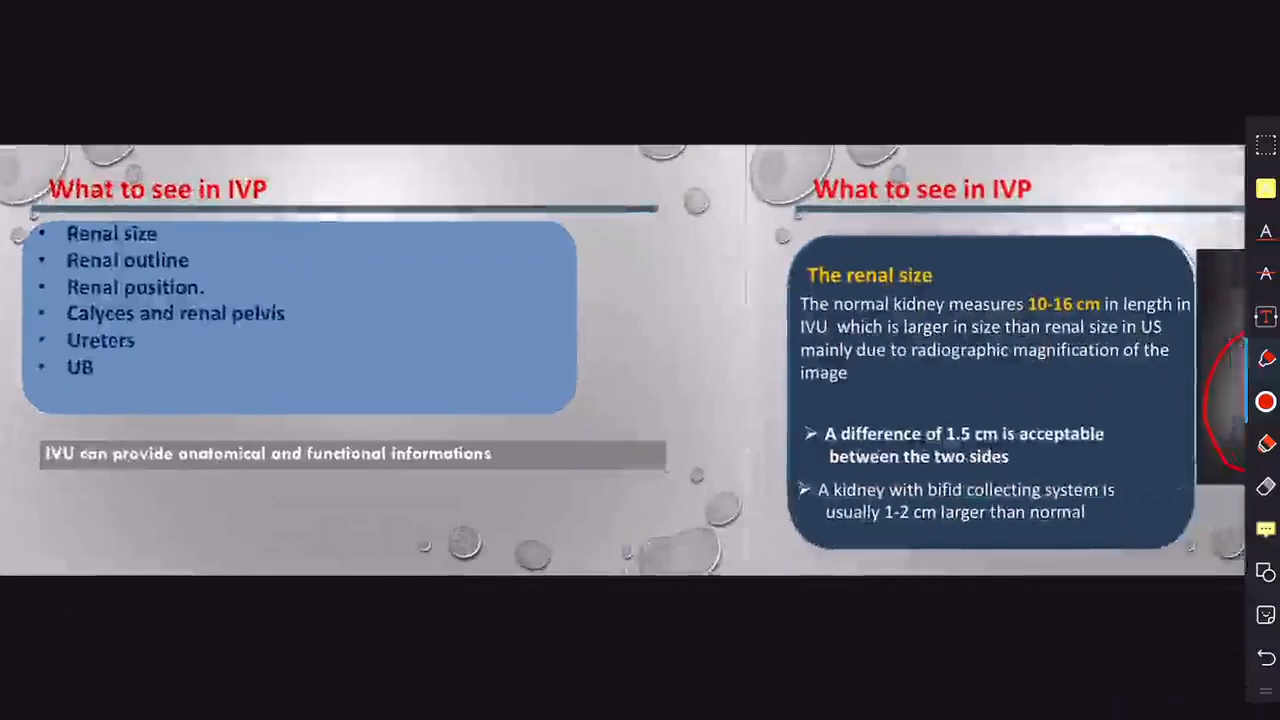 What to see in IVP
• Renal size
• Renal outline
• Renal position.
• Calyces and renal pelvis
• Ureters
• UB
IVU can provide anatomical and functional informations
What to see in IVP
The renal size
The normal kidney measures 10-16 cm in length in
IVU which is larger in size than renal size in US
mainly due to radiographic magnification of the
image
➢ A difference of 1.5 cm is acceptable
between the two sides
➢ A kidney with bifid collecting system is
usually 1-2 cm larger than normal
A
A
T